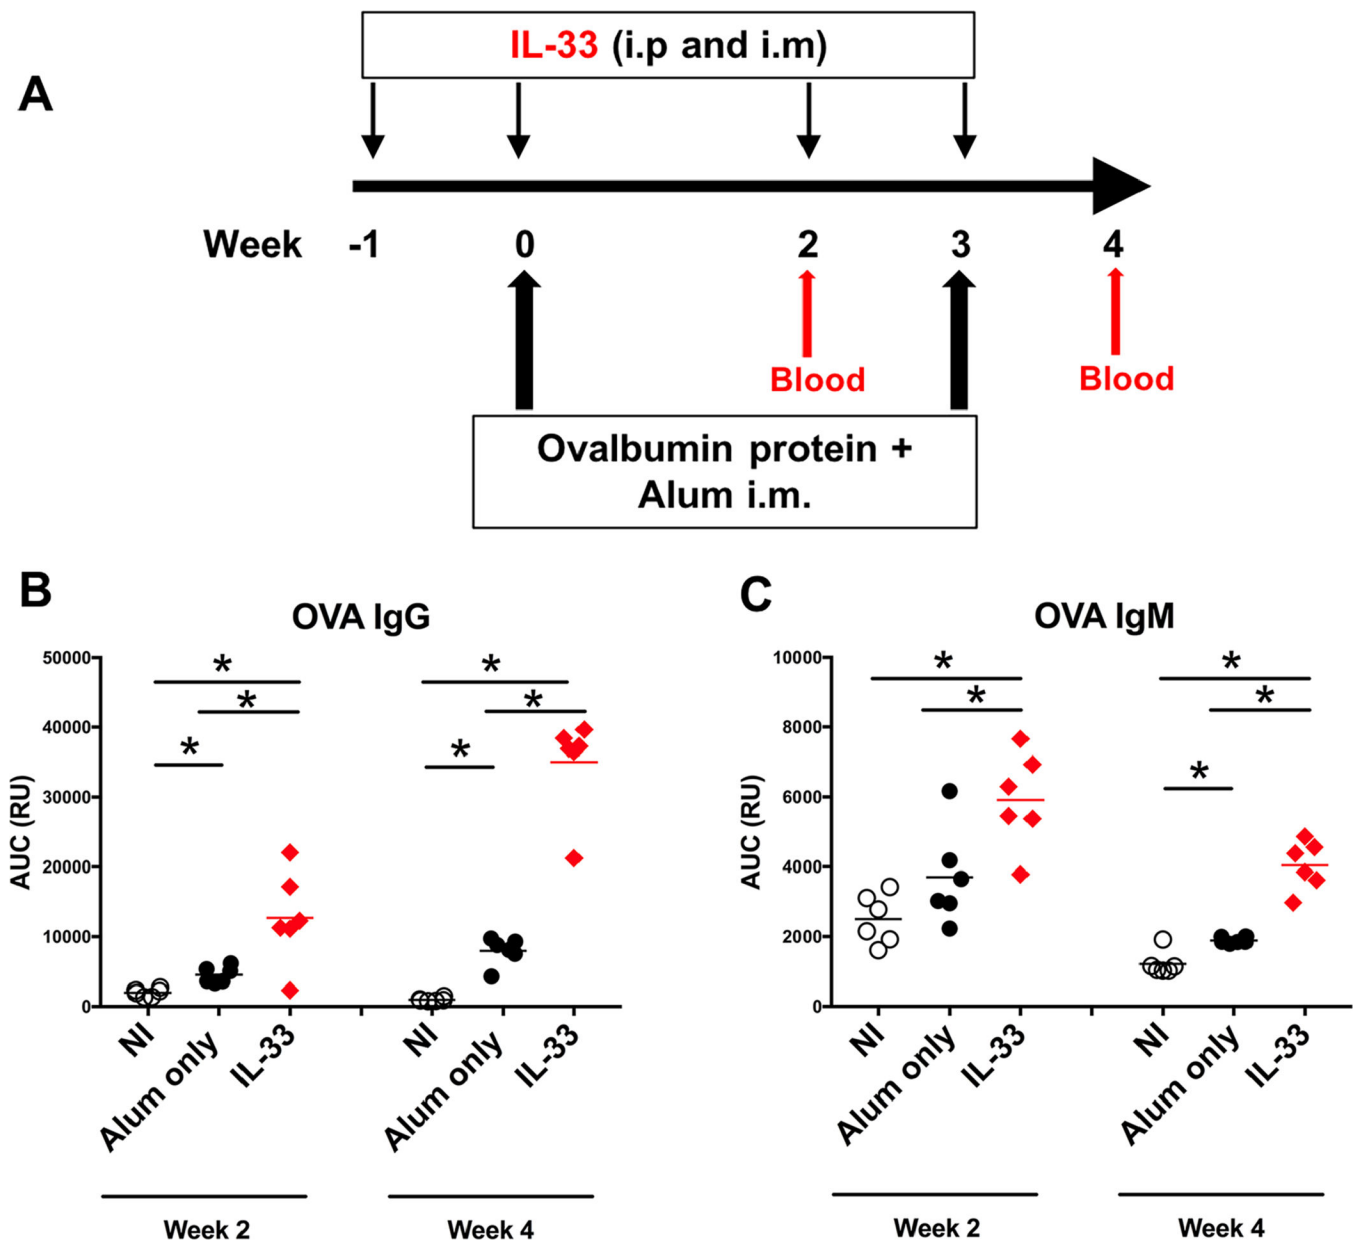 A
IL-33 (i.p and i.m)
Week -1 0 2 3 4
Blood Blood
Ovalbumin protein +
Alum i.m.
B
OVA IgG
*
*
*
*
*
*
50000
40000
30000
20000
10000
0
AUC (RU)
NI
Alum only
IL-33
NI
Alum only
IL-33
Week 2
Week 4
C
OVA IgM
*
*
*
*
*
10000
8000
6000
4000
2000
0
AUC (RU)
NI
Alum only
IL-33
NI
Alum only
IL-33
Week 2
Week 4